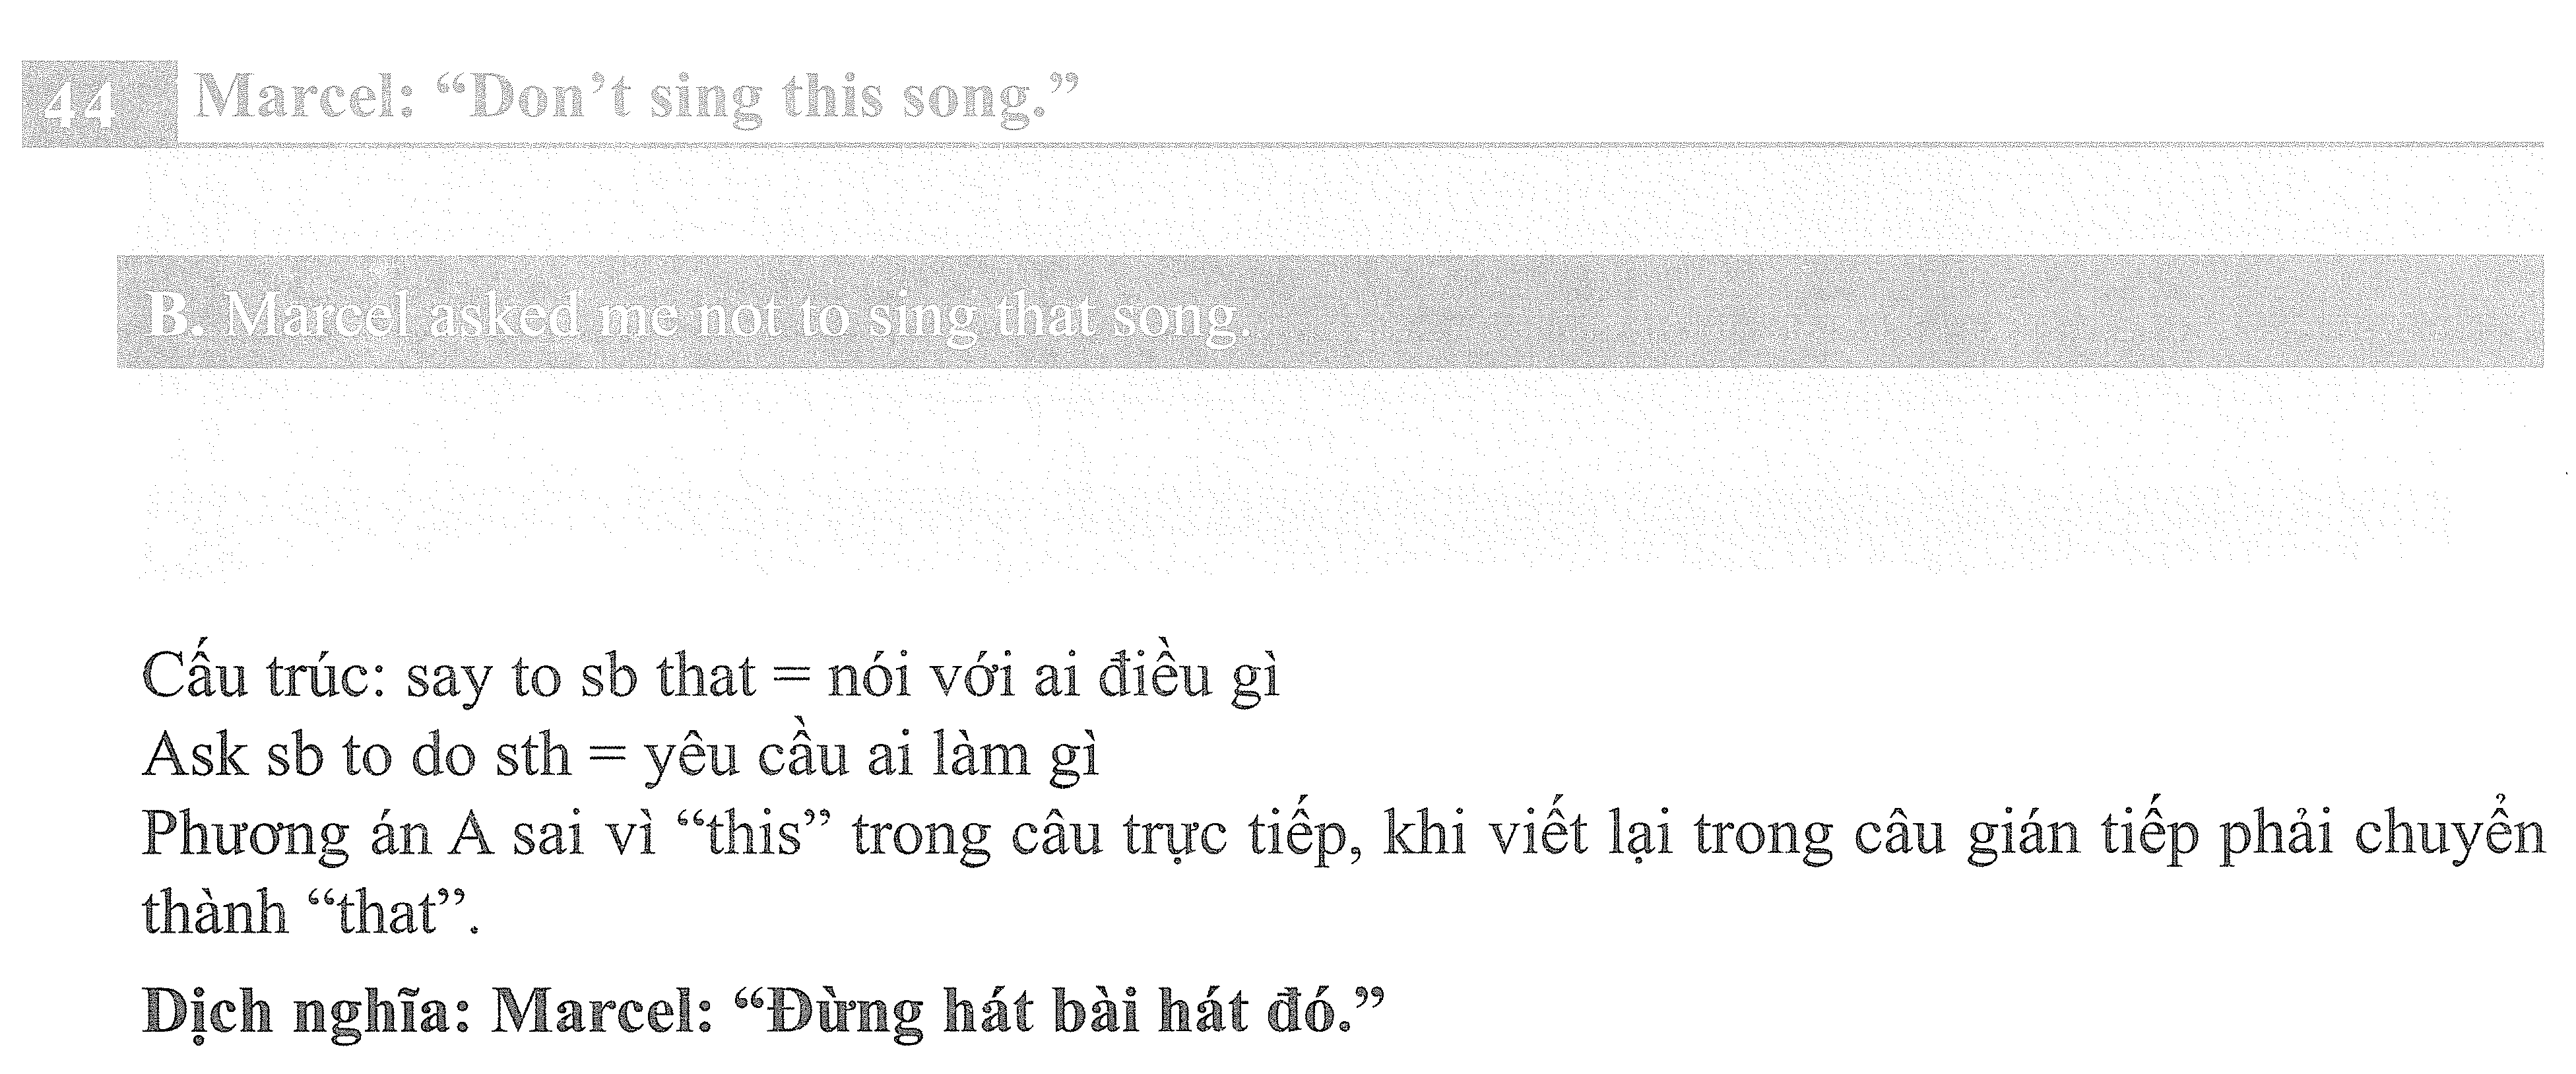 44 Marcel: “Don’t sing this song.”
B. Marcel asked me not to sing that song.
Cấu trúc: say to sb that = nói với ai điều gì
Ask sb to do sth = yêu cầu ai làm gì
Phương án A sai vì “this” trong câu trực tiếp, khi viết lại trong câu gián tiếp phải chuyển
thành “that”.
Dịch nghĩa: Marcel: “Đừng hát bài hát đó.”